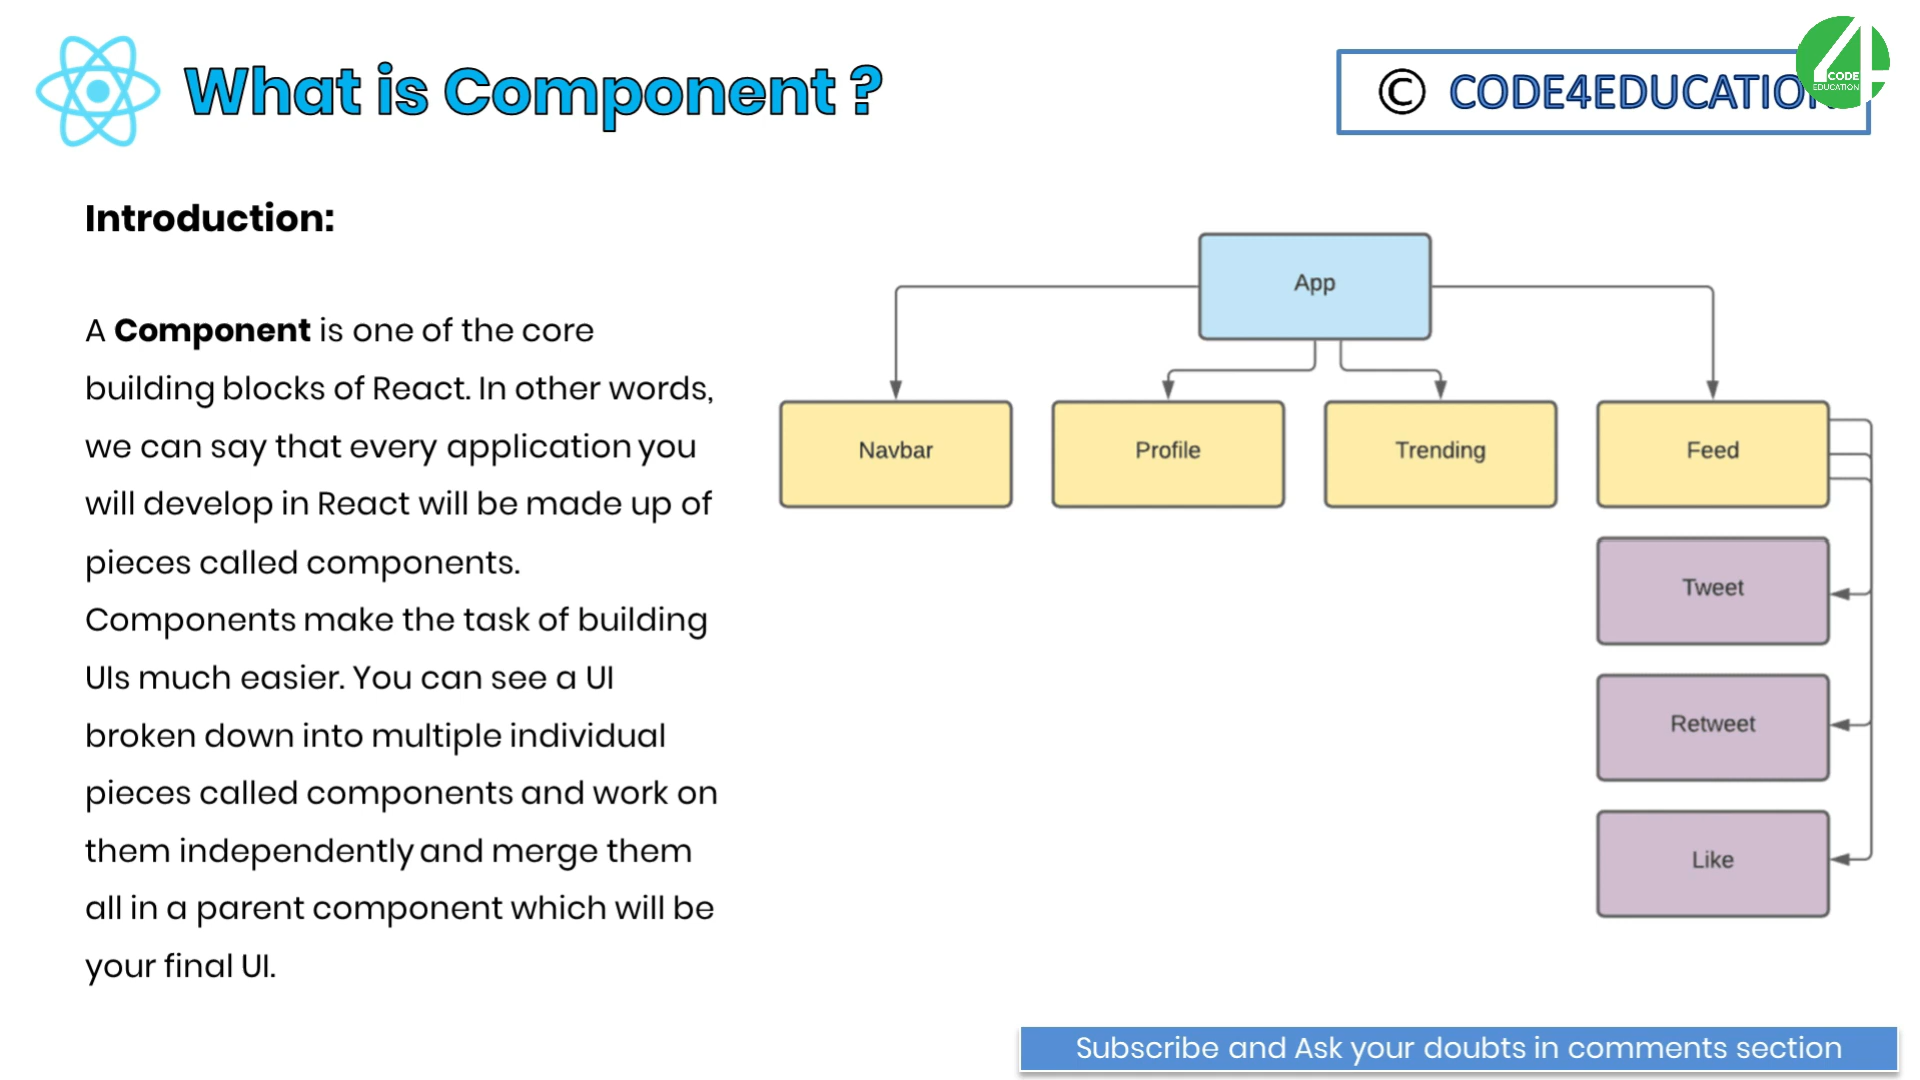 What is Component ?
© CODE4EDUCATION
CODE
EDUCATION
Introduction:
A Component is one of the core
building blocks of React. In other words,
we can say that every application you
will develop in React will be made up of
pieces called components.
Components make the task of building
UIs much easier. You can see a UI
broken down into multiple individual
pieces called components and work on
them independently and merge them
all in a parent component which will be
your final UI.
App
Navbar
Profile
Trending
Feed
Tweet
Retweet
Like
Subscribe and Ask your doubts in comments section